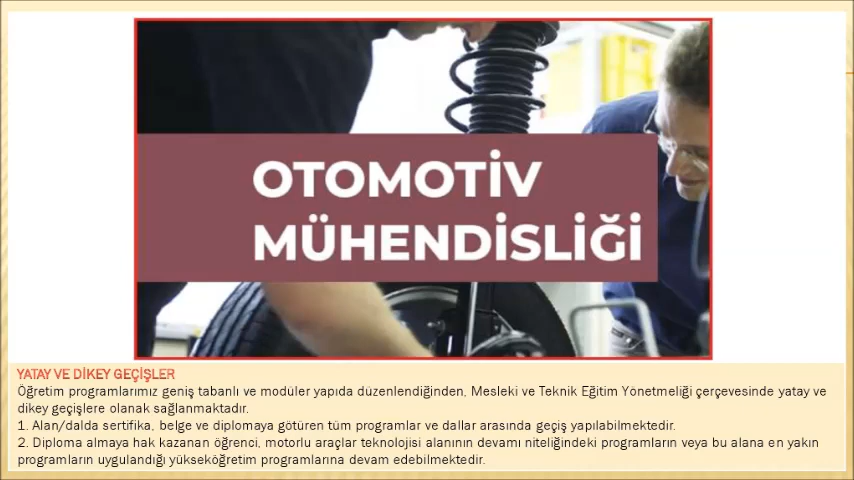 OTOMOTİV
MÜHENDİSLİĞİ
YATAY VE DİKEY GEÇİŞLER
Öğretim programlarımız geniş tabanlı ve modüler yapıda düzenlendiğinden, Mesleki ve Teknik Eğitim Yönetmeliği çerçevesinde yatay ve
dikey geçişlere olanak sağlanmaktadır.
1. Alan/dalda sertifika, belge ve diplomaya götüren tüm programlar ve dallar arasında geçiş yapılabilmektedir.
2. Diploma almaya hak kazanan öğrenci, motorlu araçlar teknolojisi alanının devamı niteliğindeki programların veya bu alana en yakın
programların uygulandığı yükseköğretim programlarına devam edebilmektedir.